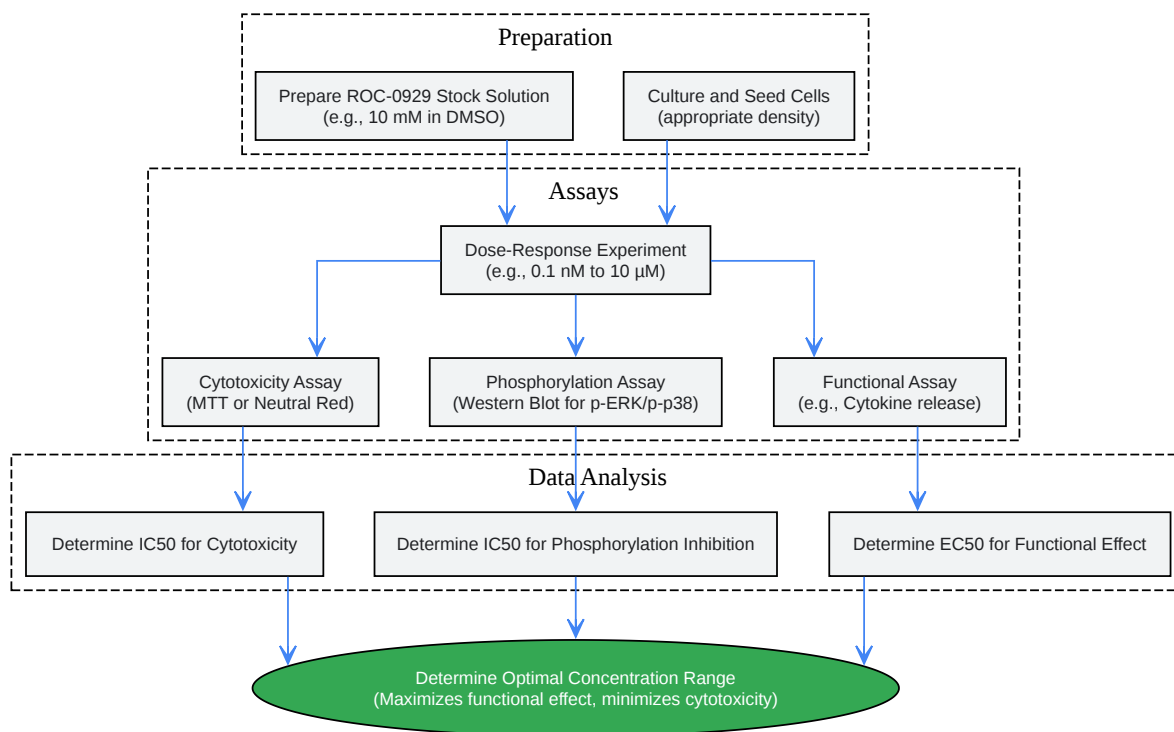 Preparation
Prepare ROC-0929 Stock Solution
(e.g., 10 mM in DMSO)
Culture and Seed Cells
(appropriate density)
Assays
Dose-Response Experiment
(e.g., 0.1 nM to 10 µM)
Cytotoxicity Assay
(MTT or Neutral Red)
Phosphorylation Assay
(Western Blot for p-ERK/p-p38)
Functional Assay
(e.g., Cytokine release)
Data Analysis
Determine IC50 for Cytotoxicity
Determine IC50 for Phosphorylation Inhibition
Determine EC50 for Functional Effect
Determine Optimal Concentration Range
(Maximizes functional effect, minimizes cytotoxicity)